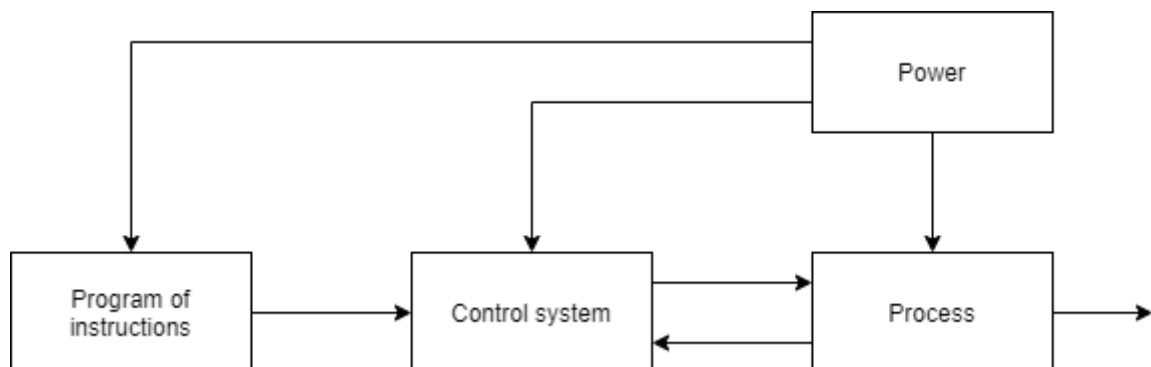 Power
Program of
instructions
Control system
Process